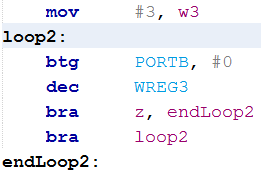 mov #3, w3
loop2:
btg PORTB, #0
dec WREG3
bra z, endLoop2
bra loop2
endLoop2: